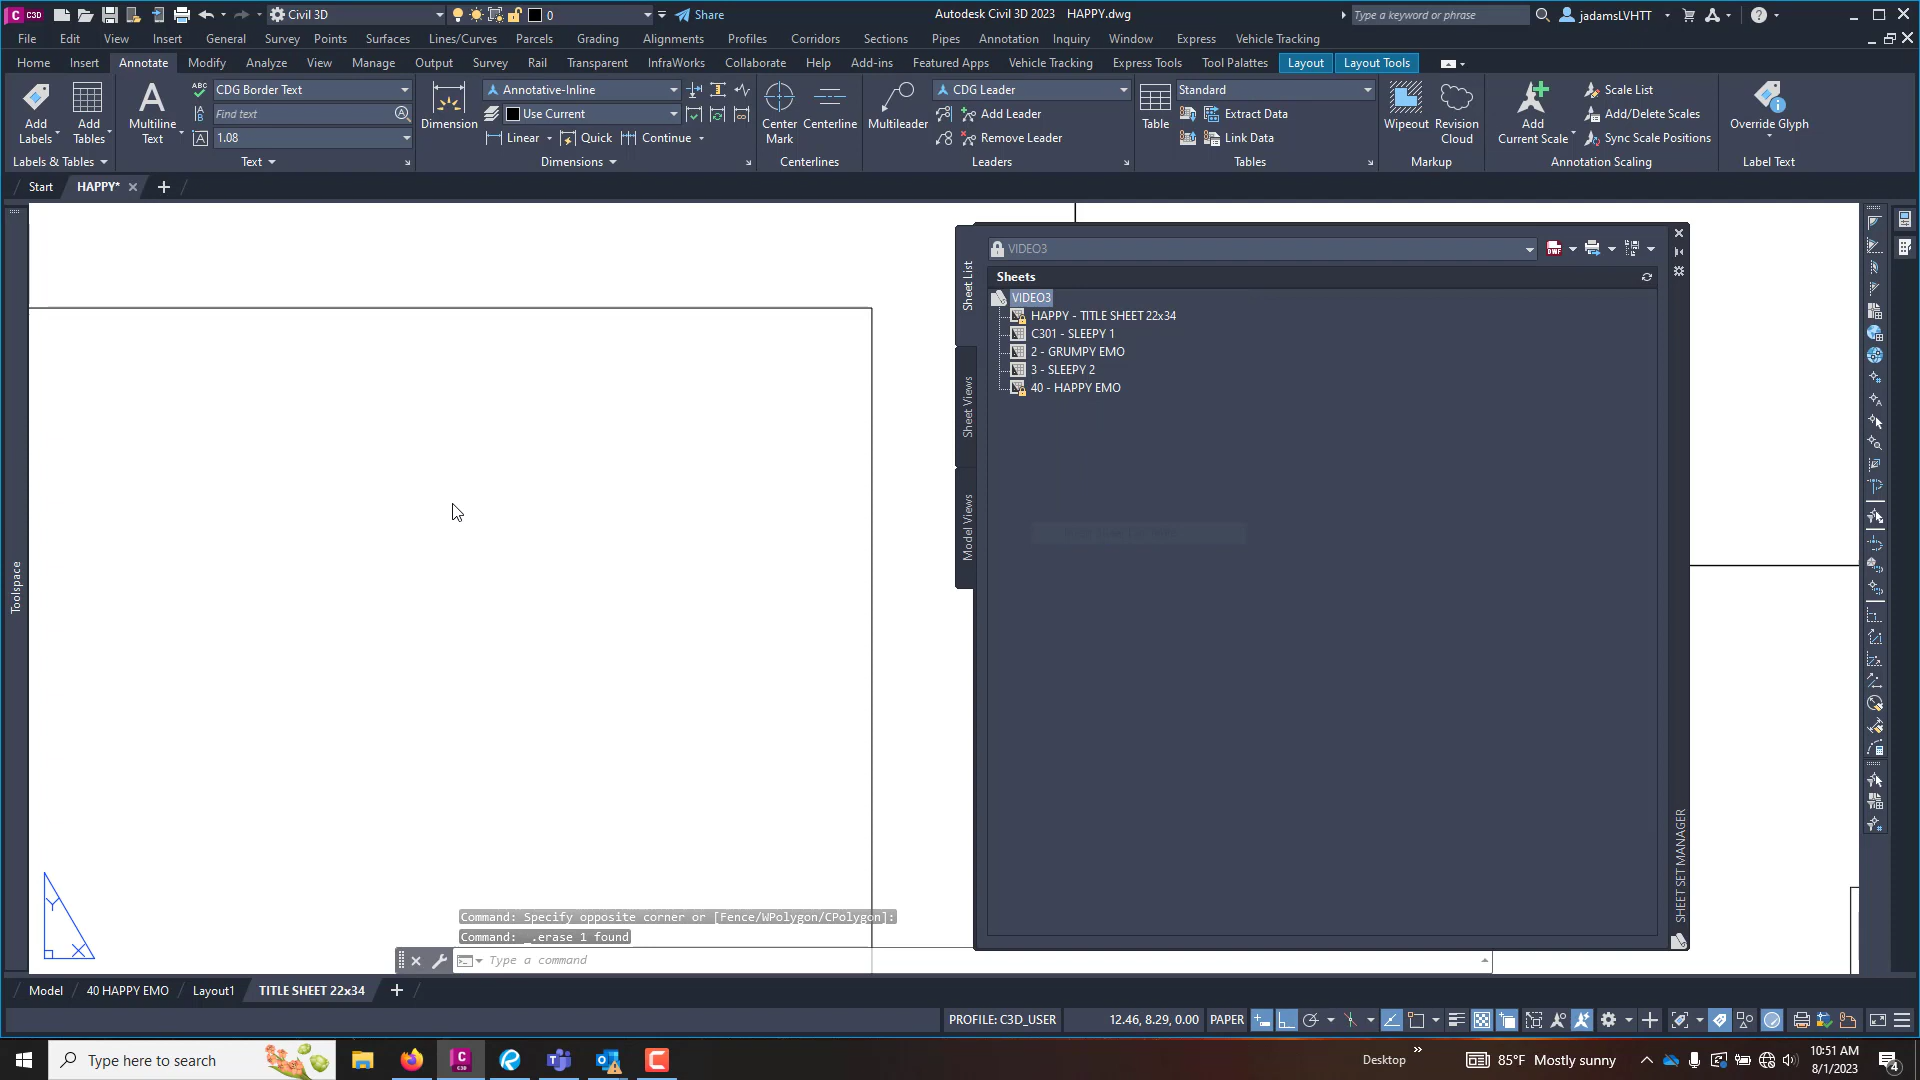 C3D Civil 3D 0 Share Autodesk Civil 3D 2023 HAPPY.dwg Type a keyword or phrase jadamsLVHTT
File Edit View Insert General Survey Points Surfaces Lines/Curves Parcels Grading Alignments Profiles Corridors Sections Pipes Annotation Inquiry Window Express Vehicle Tracking
Home Insert Annotate Modify Analyze View Manage Output Survey Rail Transparent InfraWorks Collaborate Help Add-ins Featured Apps Vehicle Tracking Express Tools Tool Palettes Layout Layout Tools
ABC CDG Border Text Annotative-Inline CDG Leader Standard Scale List
Add Labels Add Tables Multiline Text Find text Dimension Use Current Center Mark Centerline Multileader Add Leader Table Extract Data Wipeout Revision Cloud Add Current Scale Add/Delete Scales Override Glyph
1.08 Linear Quick Continue Remove Leader Link Data Sync Scale Positions
Labels & Tables Text Dimensions Centerlines Leaders Tables Markup Annotation Scaling Label Text
Start HAPPY*
VIDEO3
DWF
Sheets
VIDEO3
HAPPY - TITLE SHEET 22x34
C301 - SLEEPY 1
2 - GRUMPY EMO
3 - SLEEPY 2
40 - HAPPY EMO
Sheet List
Sheet Views
Model Views
SHEET SET MANAGER
Toolspace
Y
X
Command: Specify opposite corner or [Fence/WPolygon/CPolygon]:
Command: _.erase 1 found
Type a command
Model 40 HAPPY EMO Layout1 TITLE SHEET 22x34
PROFILE: C3D_USER 12.46, 8.29, 0.00 PAPER
Type here to search Desktop 85°F Mostly sunny 10:51 AM
8/1/2023 4